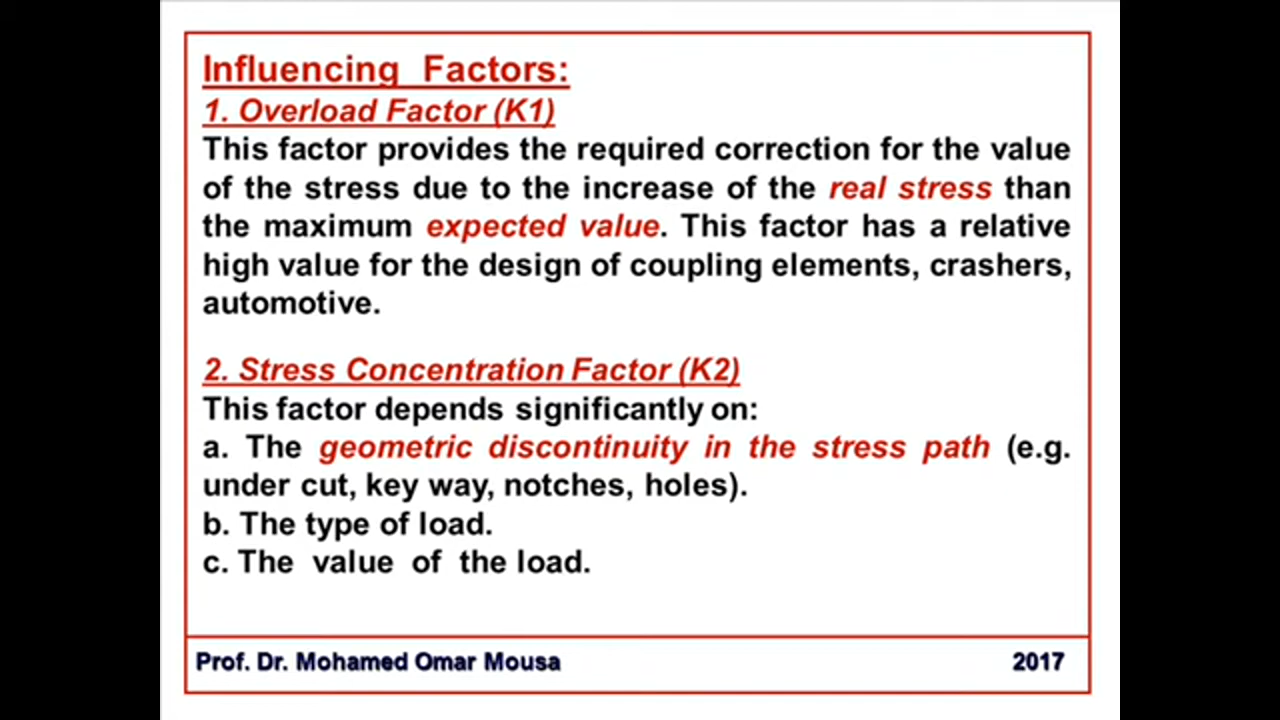 Influencing Factors:
1. Overload Factor (K1)
This factor provides the required correction for the value
of the stress due to the increase of the real stress than
the maximum expected value. This factor has a relative
high value for the design of coupling elements, crashers,
automotive.
2. Stress Concentration Factor (K2)
This factor depends significantly on:
a. The geometric discontinuity in the stress path (e.g.
under cut, key way, notches, holes).
b. The type of load.
c. The value of the load.
Prof. Dr. Mohamed Omar Mousa 2017